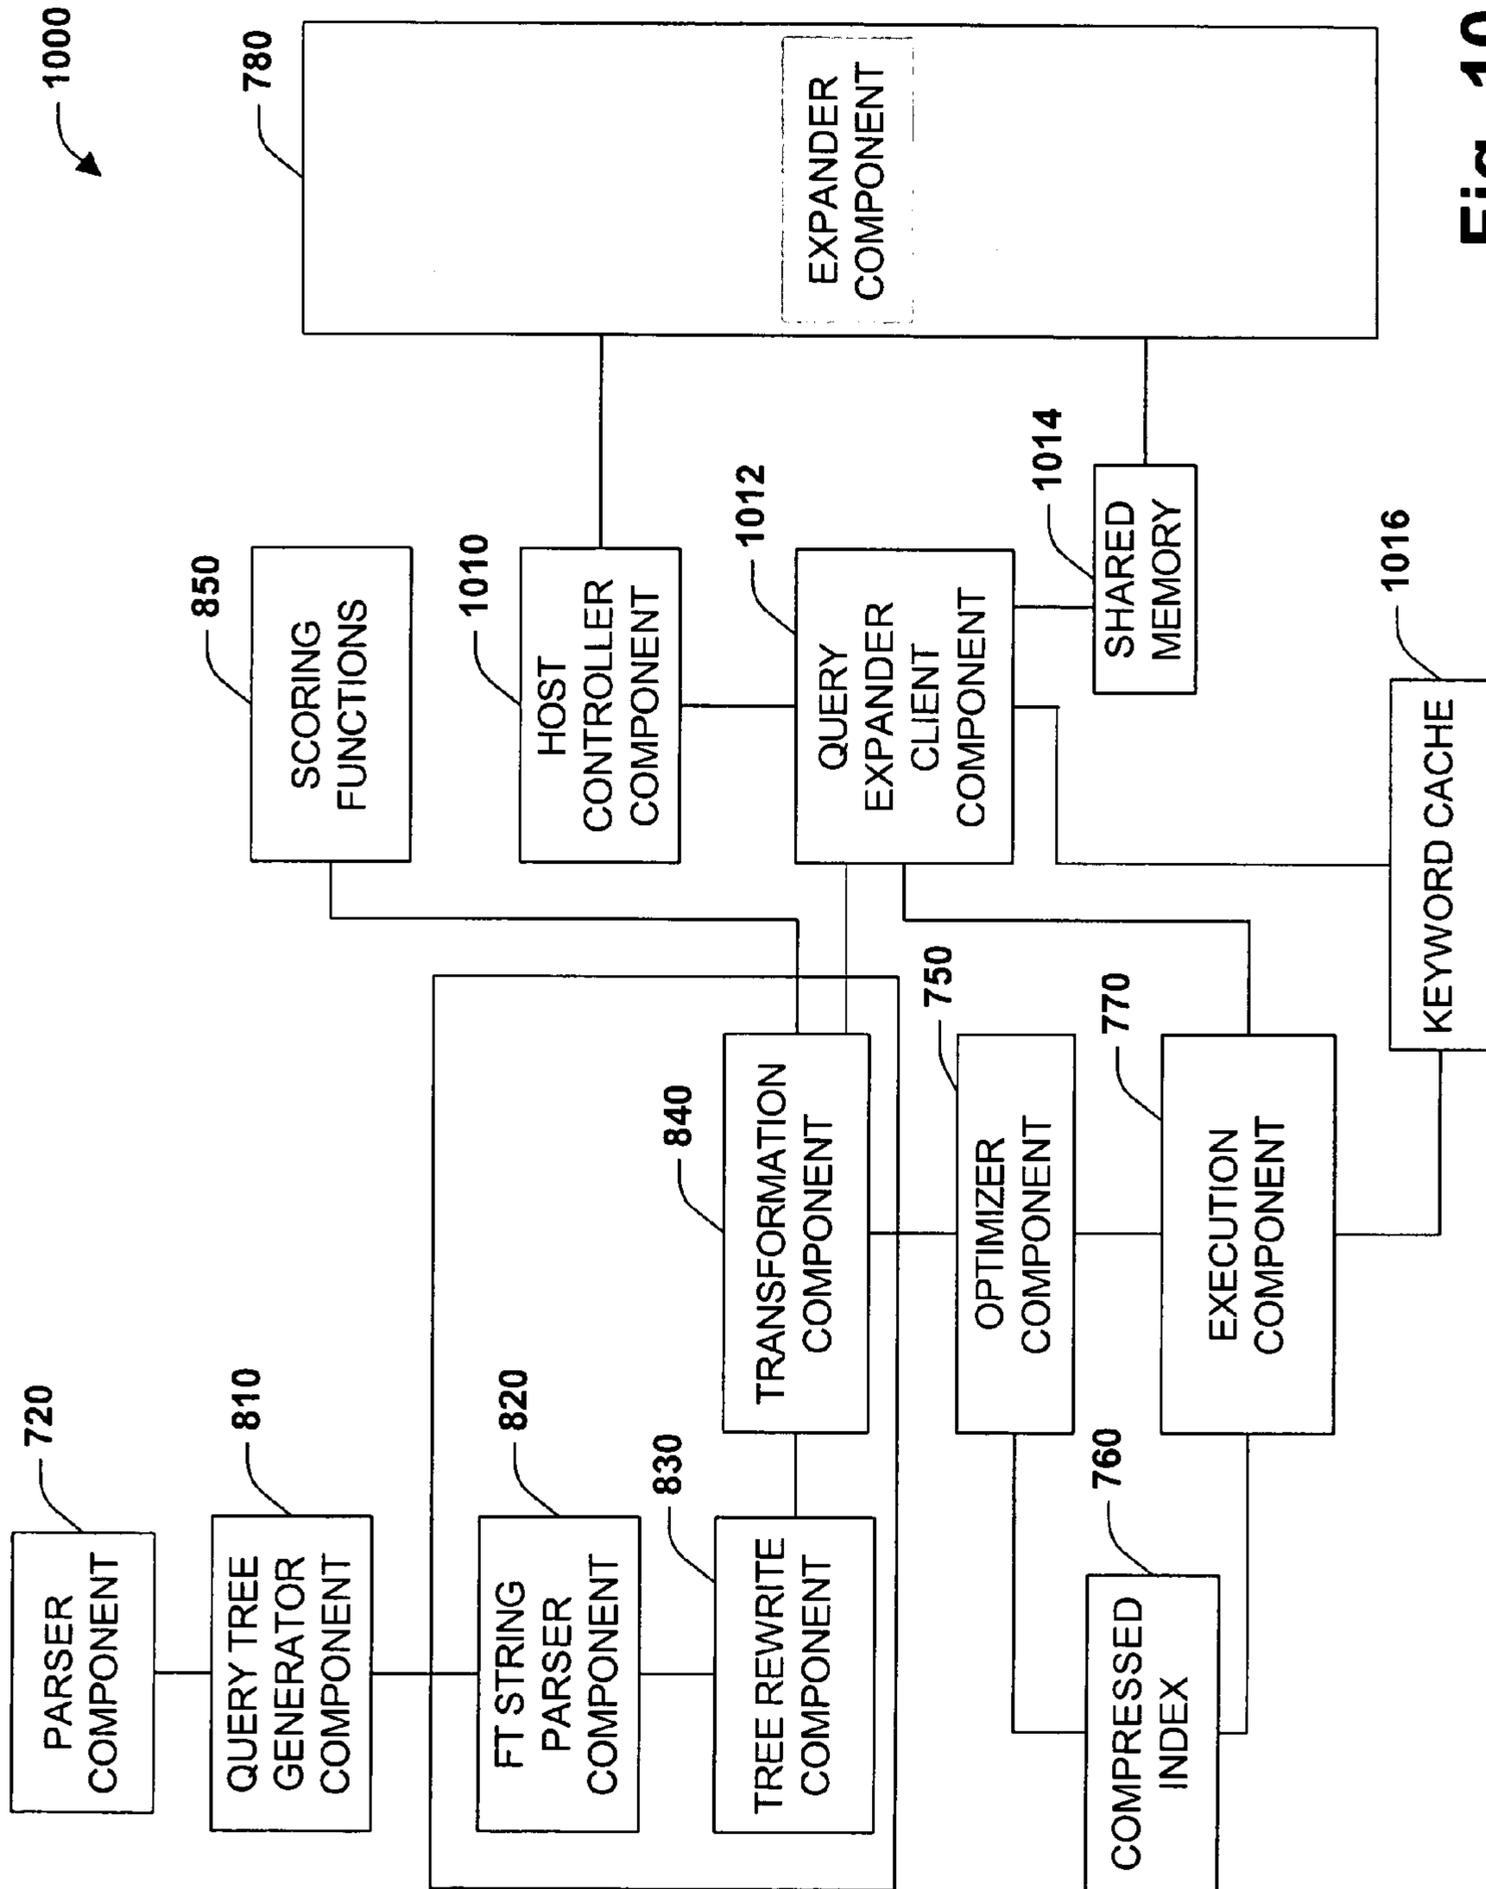 1000
720
PARSER
COMPONENT
810
QUERY TREE
GENERATOR
COMPONENT
850
SCORING
FUNCTIONS
780
EXPANDER
COMPONENT
820
FT STRING
PARSER
COMPONENT
830
TREE REWRITE
COMPONENT
840
TRANSFORMATION
COMPONENT
1010
HOST
CONTROLLER
COMPONENT
1012
QUERY
EXPANDER
CLIENT
COMPONENT
750
OPTIMIZER
COMPONENT
760
COMPRESSED
INDEX
770
EXECUTION
COMPONENT
1014
SHARED
MEMORY
1016
KEYWORD CACHE